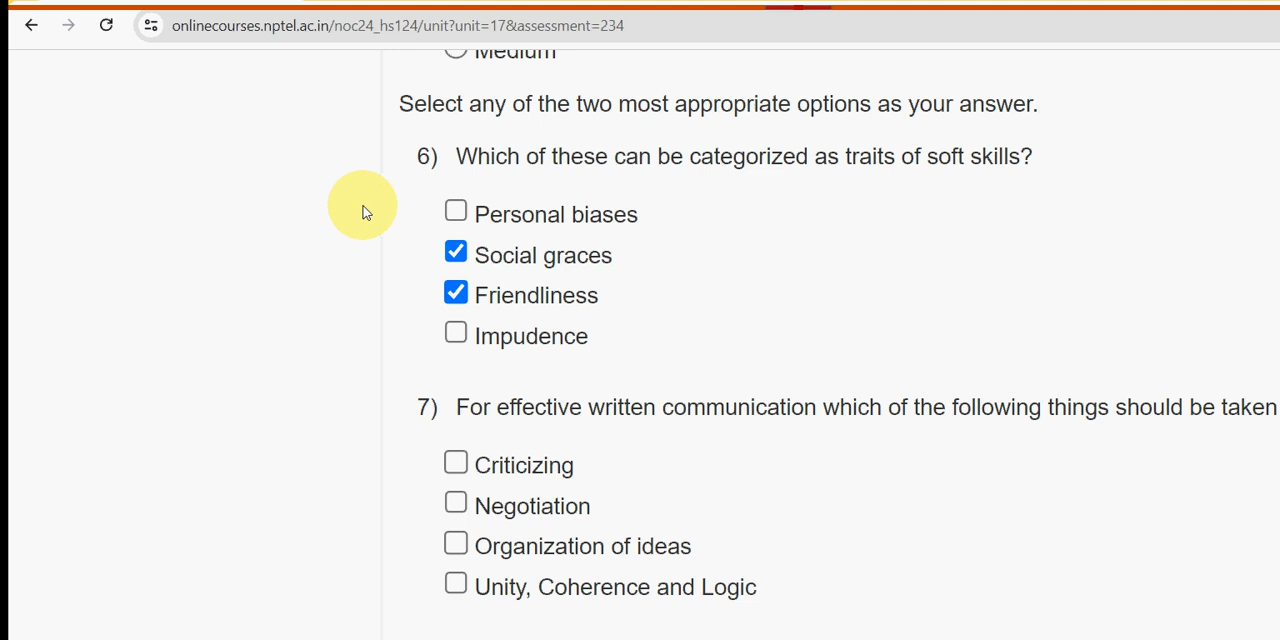 onlinecourses.nptel.ac.in/noc24_hs124/unit?unit=17&assessment=234
Medium
Select any of the two most appropriate options as your answer.
6) Which of these can be categorized as traits of soft skills?
Personal biases
Social graces
Friendliness
Impudence
7) For effective written communication which of the following things should be taken
Criticizing
Negotiation
Organization of ideas
Unity, Coherence and Logic